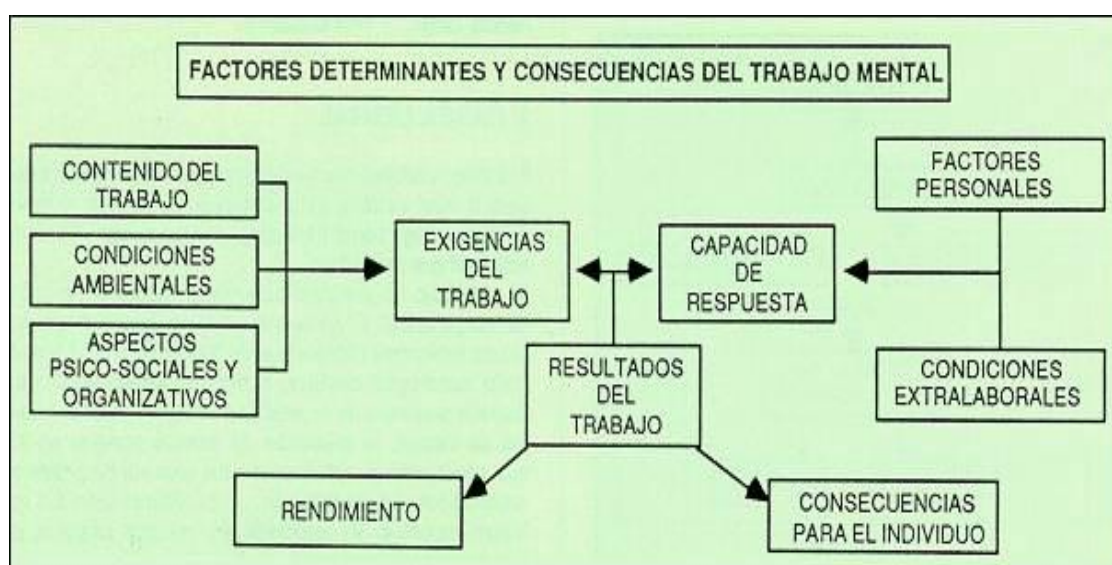 FACTORES DETERMINANTES Y CONSECUENCIAS DEL TRABAJO MENTAL
CONTENIDO DEL
TRABAJO
CONDICIONES
AMBIENTALES
ASPECTOS
PSICO-SOCIALES Y
ORGANIZATIVOS
EXIGENCIAS
DEL
TRABAJO
CAPACIDAD
DE
RESPUESTA
FACTORES
PERSONALES
CONDICIONES
EXTRALABORALES
RESULTADOS
DEL
TRABAJO
RENDIMIENTO
CONSECUENCIAS
PARA EL INDIVIDUO